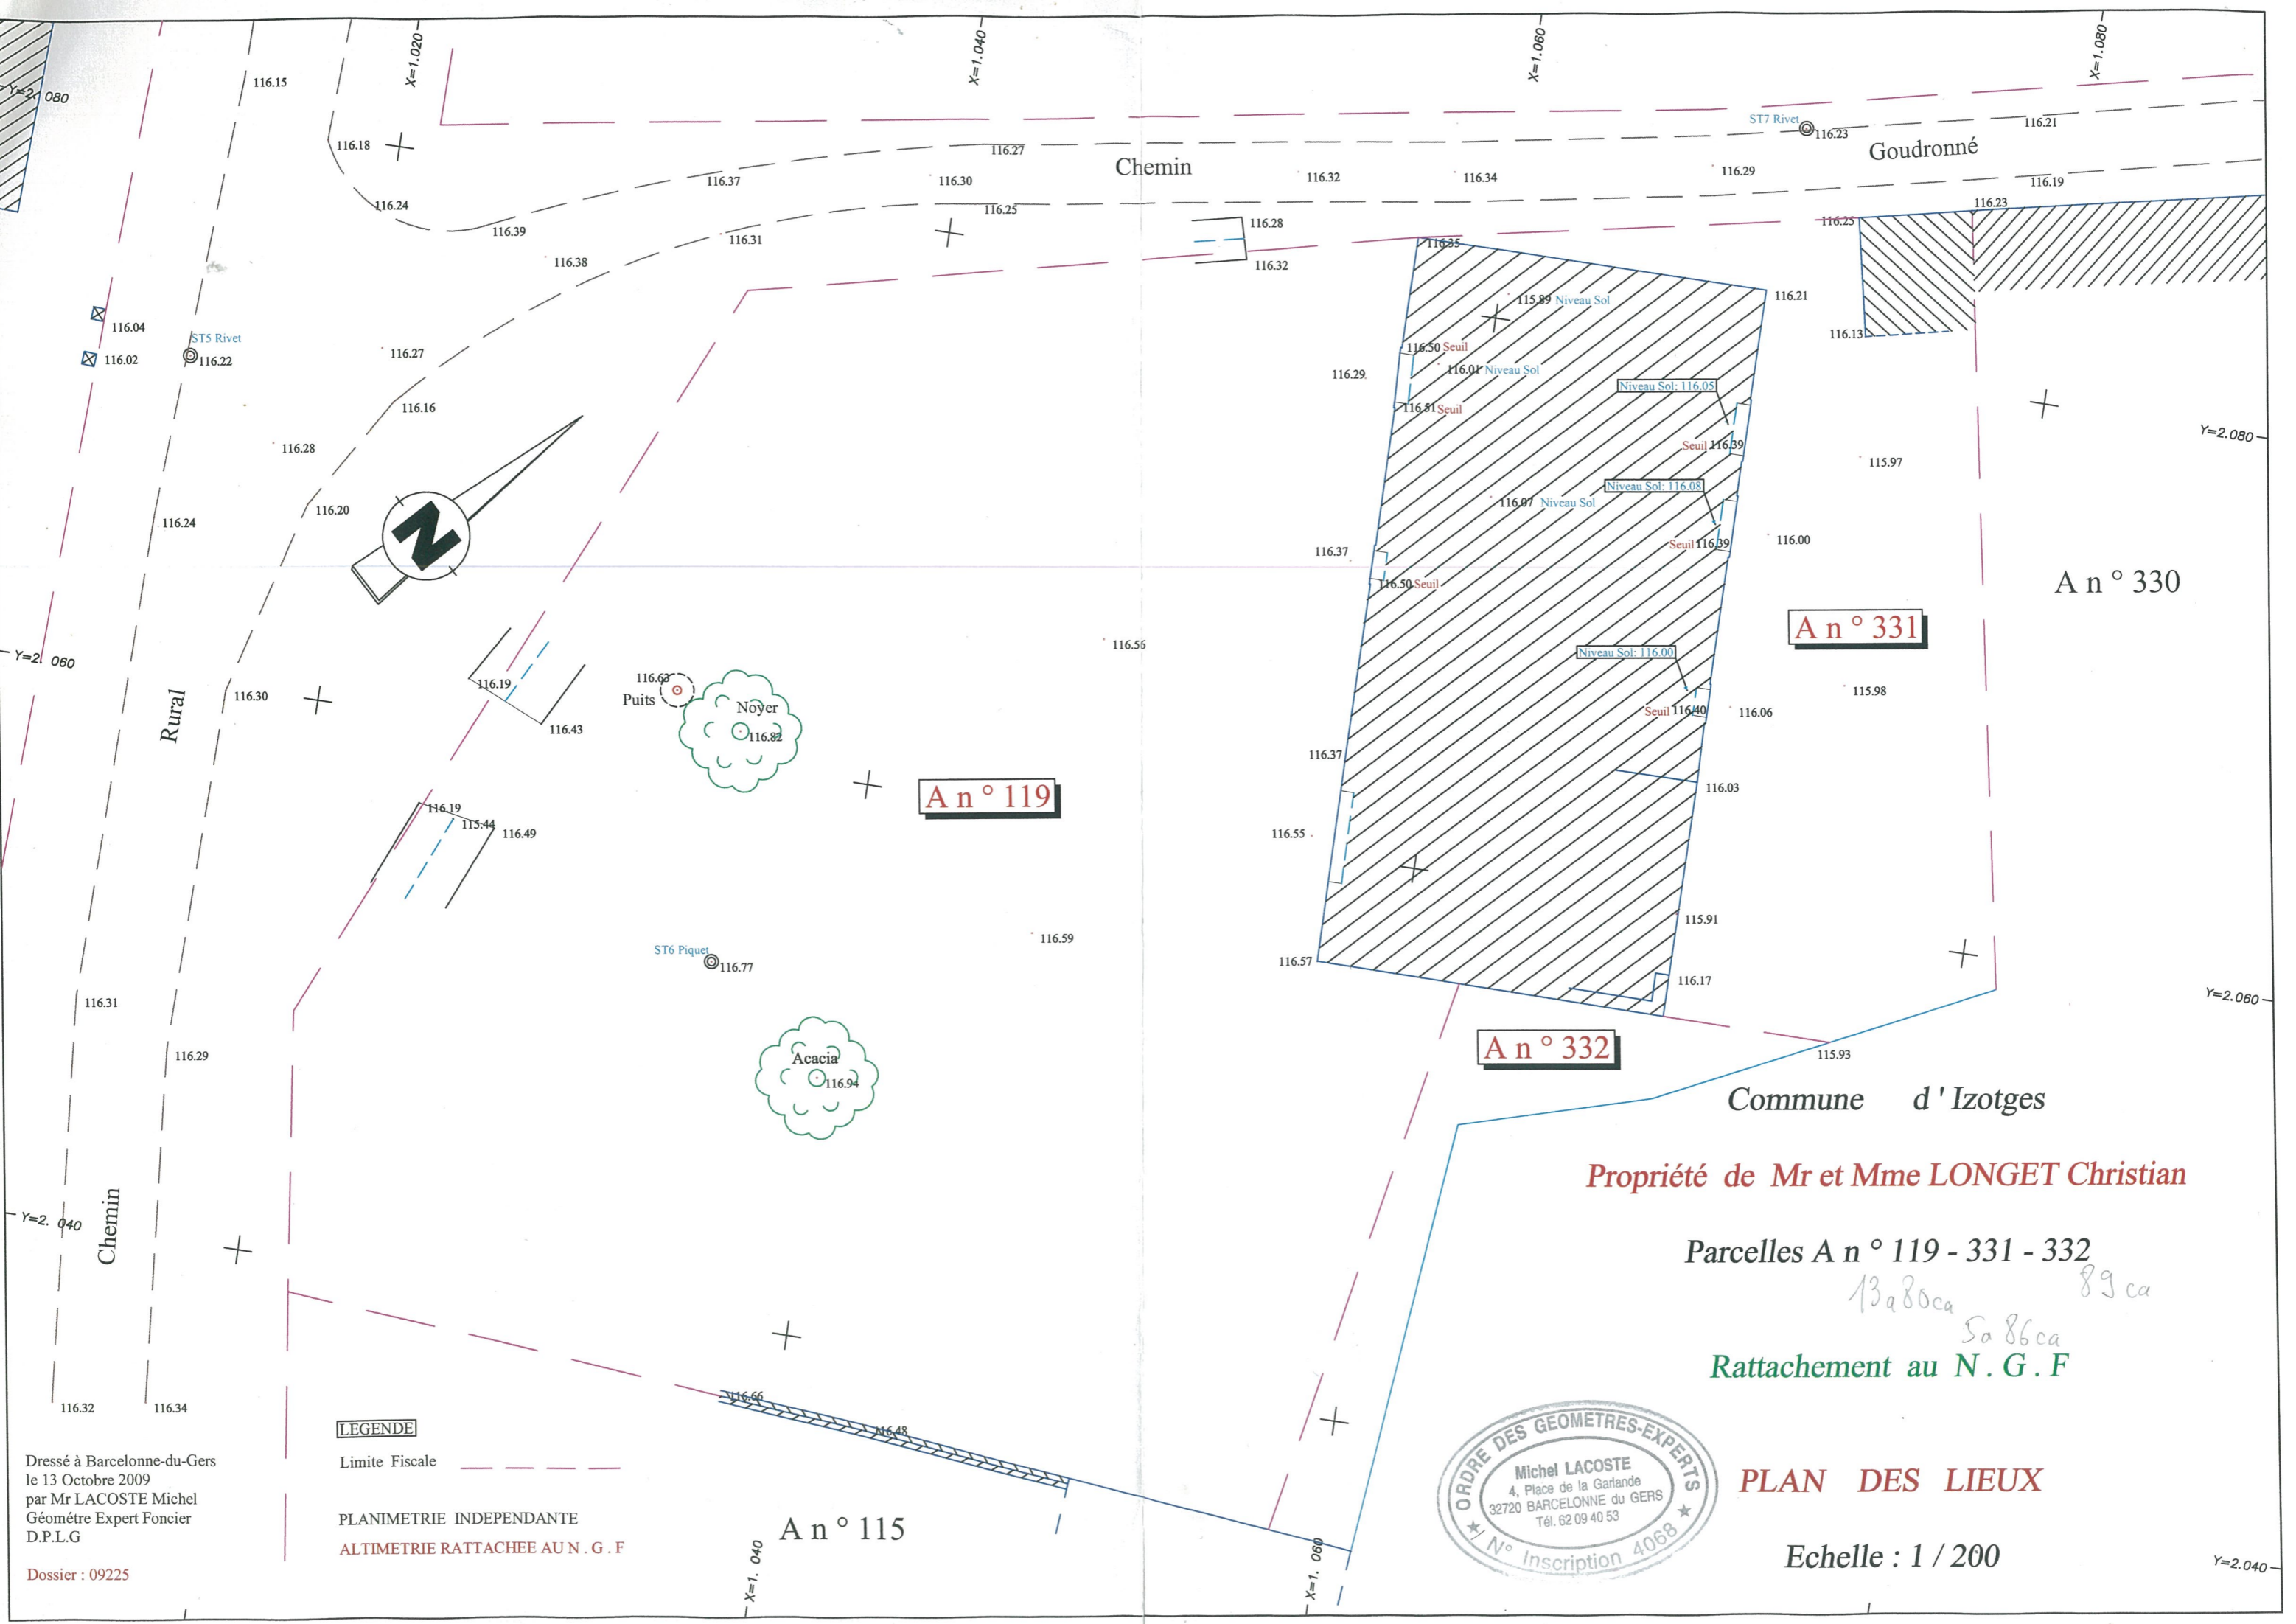 X=1.020
X=1.040
X=1.060
X=1.080
Y=2. 080
116.15
116.18
116.24
116.39
116.38
116.37
116.31
116.27
116.30
116.25
Chemin
116.32
116.34
116.29
ST7 Rivet
116.23
Goudronné
116.21
116.19
116.23
116.25
116.28
116.32
116.35
116.21
116.13
115.89 Niveau Sol
116.50 Seuil
116.01 Niveau Sol
116.51 Seuil
116.29
Niveau Sol: 116.05
Seuil 116.39
Niveau Sol: 116.08
116.07 Niveau Sol
Seuil 116.39
115.97
116.00
Y=2.080
116.04
116.02
ST5 Rivet
116.22
116.27
116.16
116.28
116.20
116.24
N
116.37
116.50 Seuil
A n ° 330
A n ° 331
Niveau Sol: 116.00
Seuil 116.40
116.06
115.98
116.56
Y=2. 060
Rural
116.30
116.19
116.43
116.63
Puits
Noyer
116.82
116.37
A n ° 119
116.03
116.19
115.44
116.49
116.55
116.59
115.91
ST6 Piquet
116.77
116.57
116.17
Y=2.060
116.31
116.29
Acacia
116.94
A n ° 332
115.93
Commune d ' Izotges
Propriété de Mr et Mme LONGET Christian
Parcelles A n ° 119 - 331 - 332
13a80ca
89 ca
5a 86ca
Rattachement au N . G . F
Y=2. 040
Chemin
116.32
116.34
116.66
116.48
LEGENDE
Limite Fiscale
PLANIMETRIE INDEPENDANTE
ALTIMETRIE RATTACHEE AU N . G . F
Dressé à Barcelonne-du-Gers
le 13 Octobre 2009
par Mr LACOSTE Michel
Géométre Expert Foncier
D.P.L.G
Dossier : 09225
A n ° 115
X=1. 040
X=1. 060
ORDRE DES GEOMETRES-EXPERTS
Michel LACOSTE
4, Place de la Garlande
32720 BARCELONNE du GERS
Tél. 62 09 40 53
N° Inscription 4068
PLAN DES LIEUX
Echelle : 1 / 200
Y=2.040